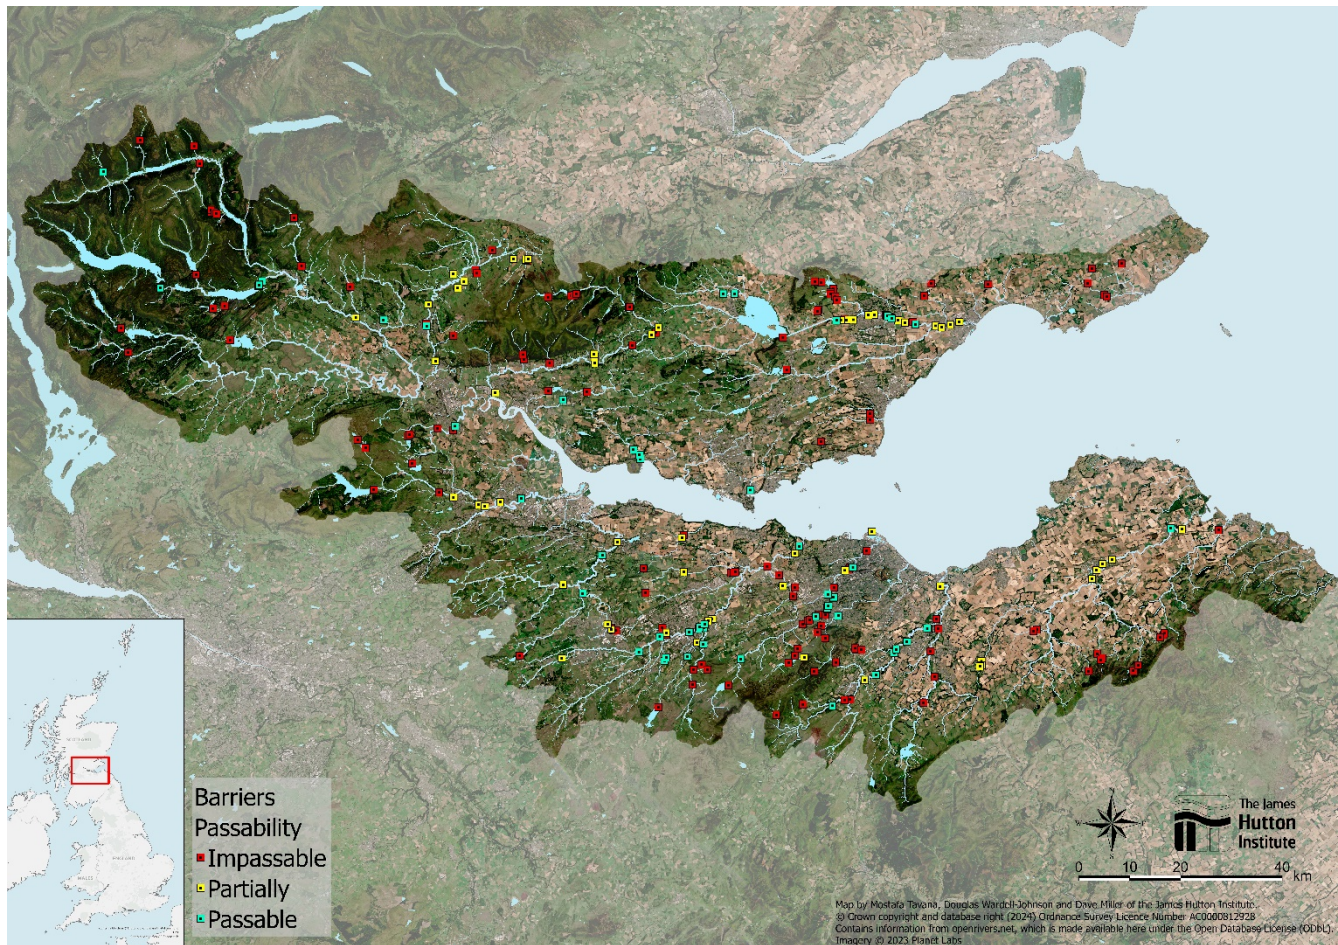 SCOTLAND
ENGLAND
WALES
Barriers
Passability
Impassable
Partially
Passable
The James
Hutton
Institute
0 10 20 40
km
Map by Mostafa Tavana, Douglas Wardell-Johnson and Dave Miller of the James Hutton Institute.
© Crown copyright and database right (2024) Ordnance Survey Licence Number AC0000812928
Contains information from openrivers.net, which is made available here under the Open Database License (ODbL)
Imagery © 2023 Planet Labs